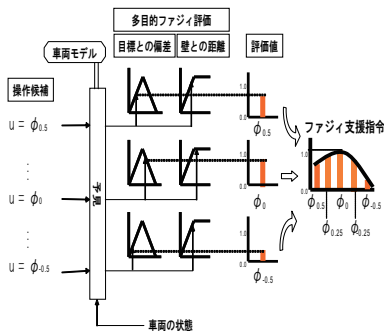 多目的ファジィ評価
車両モデル
目標との偏差
壁との距離
評価値
操作候補
1.0
0.0
ϕ0.5
u = ϕ0.5
ファジィ支援指令
⋮
予見
1.0
0.0
ϕ0
u = ϕ0
1.0
0.0
ϕ0.5 ϕ0 ϕ-0.5
ϕ0.25 ϕ-0.25
⋮
1.0
0.0
ϕ-0.5
u = ϕ-0.5
車両の状態